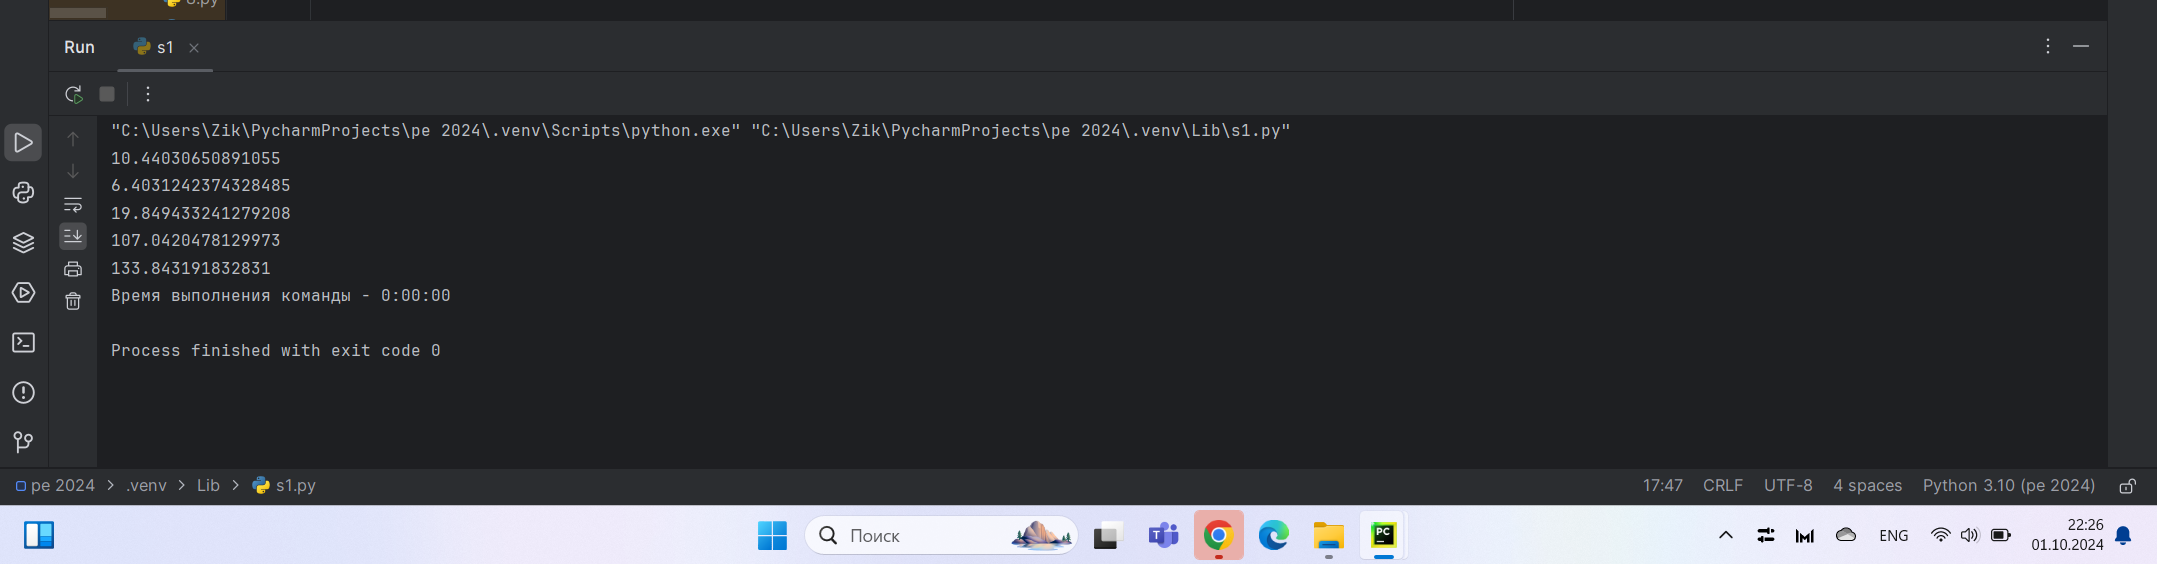 Run s1
"C:\Users\Zik\PycharmProjects\pe 2024\.venv\Scripts\python.exe" "C:\Users\Zik\PycharmProjects\pe 2024\.venv\Lib\s1.py"
10.44030650891055
6.4031242374328485
19.849433241279208
107.0420478129973
133.843191832831
Время выполнения команды - 0:00:00
Process finished with exit code 0
pe 2024 > .venv > Lib > s1.py 17:47 CRLF UTF-8 4 spaces Python 3.10 (pe 2024)
Поиск ENG 22:26
01.10.2024